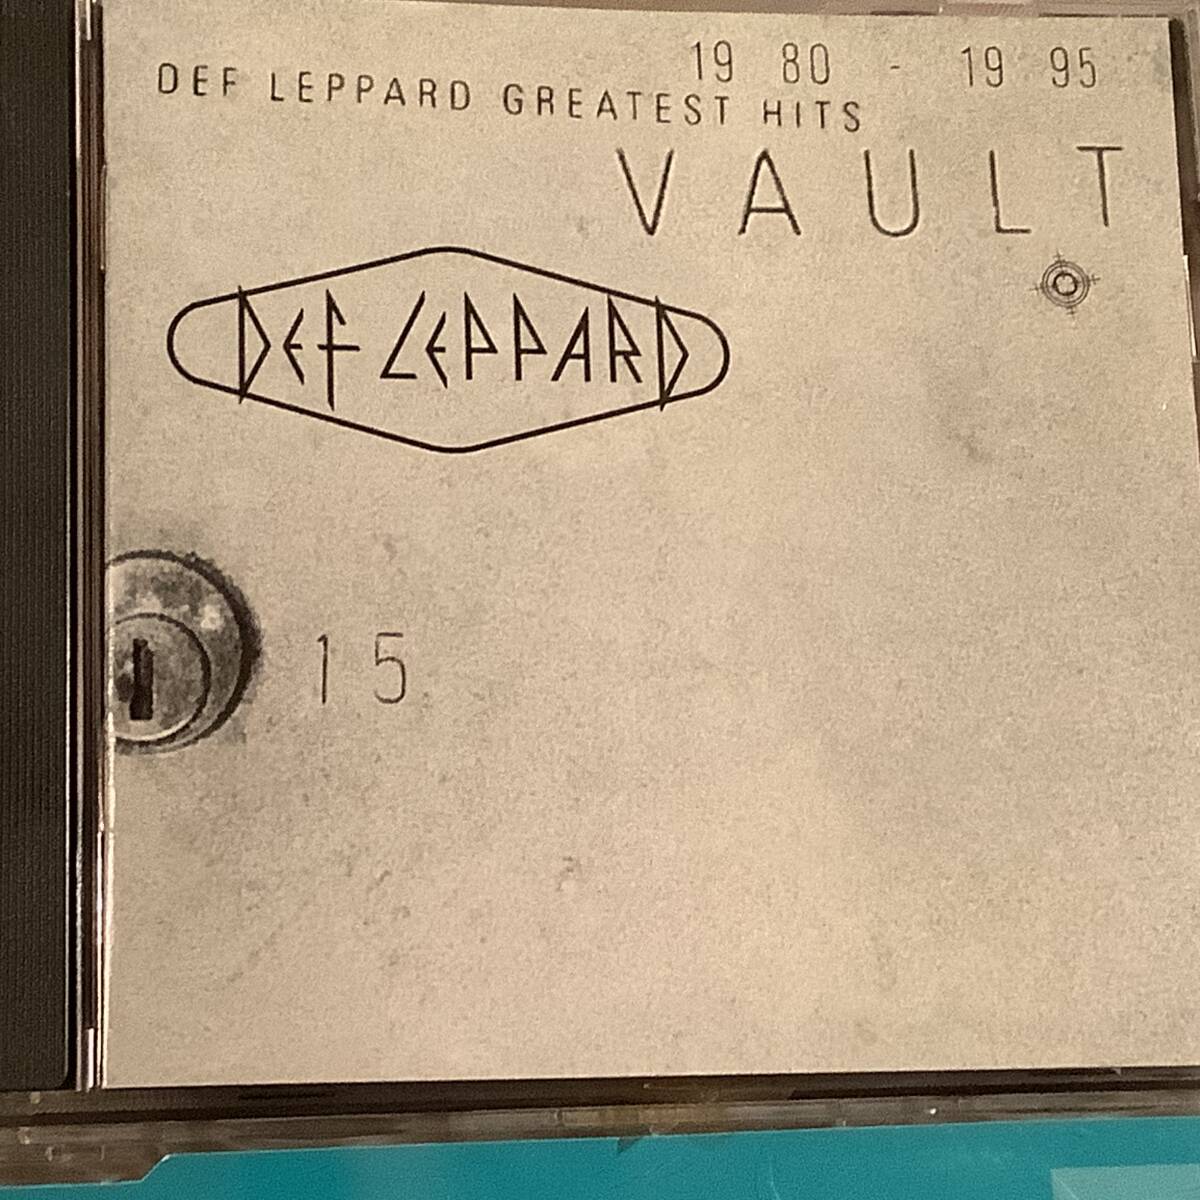 19 80 - 19 95
DEF LEPPARD GREATEST HITS
VAULT
DEF LEPPARD
15